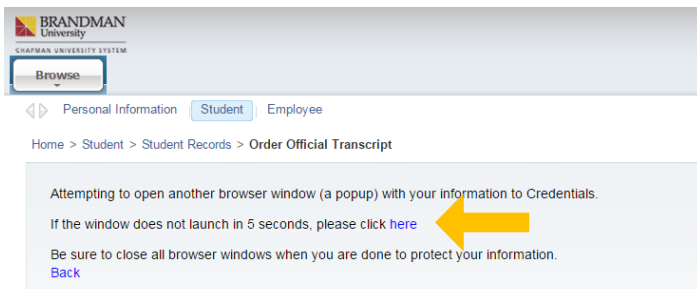 BRANDMAN
University
CHAPMAN UNIVERSITY SYSTEM
Browse
Personal Information Student Employee
Home > Student > Student Records > Order Official Transcript
Attempting to open another browser window (a popup) with your information to Credentials.
If the window does not launch in 5 seconds, please click here
Be sure to close all browser windows when you are done to protect your information.
Back